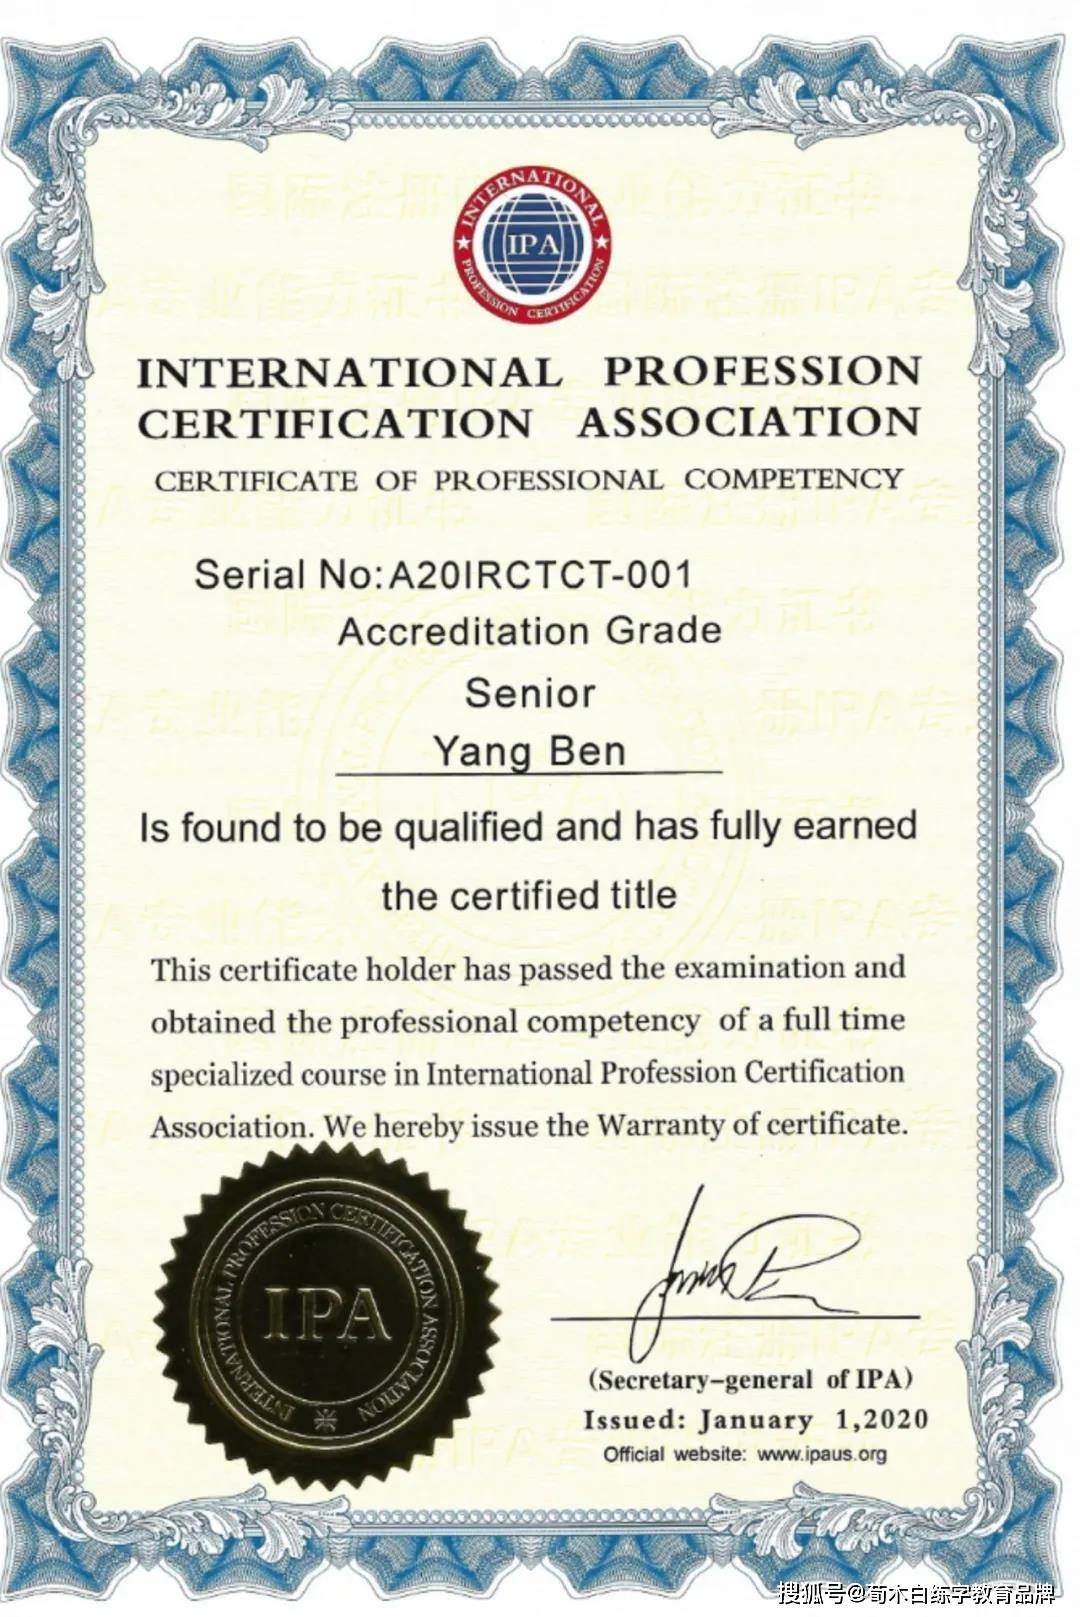 INTERNATIONAL
IPA
PROFESSION CERTIFICATION
INTERNATIONAL PROFESSION
CERTIFICATION ASSOCIATION
CERTIFICATE OF PROFESSIONAL COMPETENCY
Serial No:A20IRCTCT-001
Accreditation Grade
Senior
Yang Ben
Is found to be qualified and has fully earned
the certified title
This certificate holder has passed the examination and
obtained the professional competency of a full time
specialized course in International Profession Certification
Association. We hereby issue the Warranty of certificate.
INTERNATIONAL PROFESSION CERTIFICATION ASSOCIATION
IPA
(Secretary-general of IPA)
Issued: January 1,2020
Official website: www.ipaus.org
搜狐号@荀木白练字教育品牌